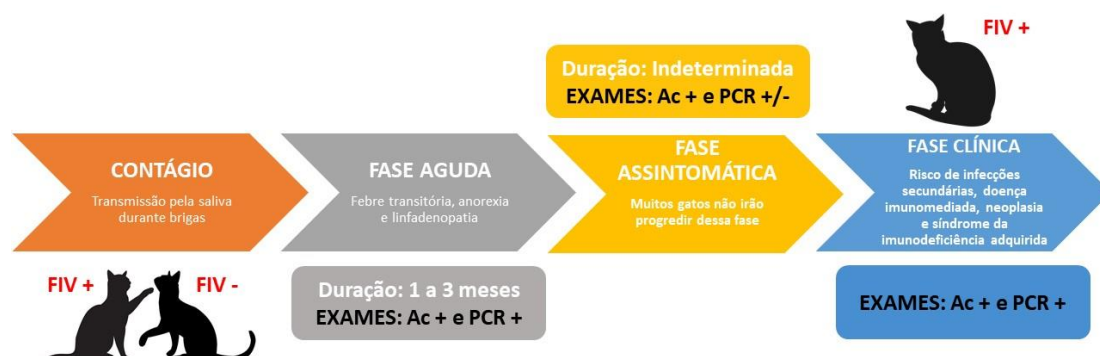 FIV +
Duração: Indeterminada
EXAMES: Ac + e PCR +/-
CONTÁGIO
Transmissão pela saliva
durante brigas
FASE AGUDA
Febre transitória, anorexia
e linfadenopatia
FASE
ASSINTOMÁTICA
Muitos gatos não irão
progredir dessa fase
FASE CLÍNICA
Risco de infecções
secundárias, doença
imunomediada, neoplasia
e síndrome da
imunodeficiência adquirida
FIV +
FIV -
Duração: 1 a 3 meses
EXAMES: Ac + e PCR +
EXAMES: Ac + e PCR +